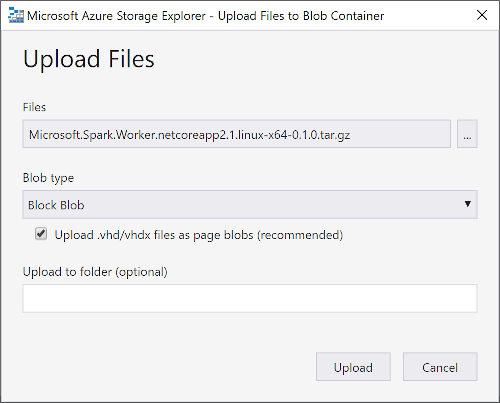 Microsoft Azure Storage Explorer - Upload Files to Blob Container
Upload Files
Files
Microsoft.Spark.Worker.netcoreapp2.1.linux-x64-0.1.0.tar.gz
...
Blob type
Block Blob
Upload .vhd/vhdx files as page blobs (recommended)
Upload to folder (optional)
Upload Cancel